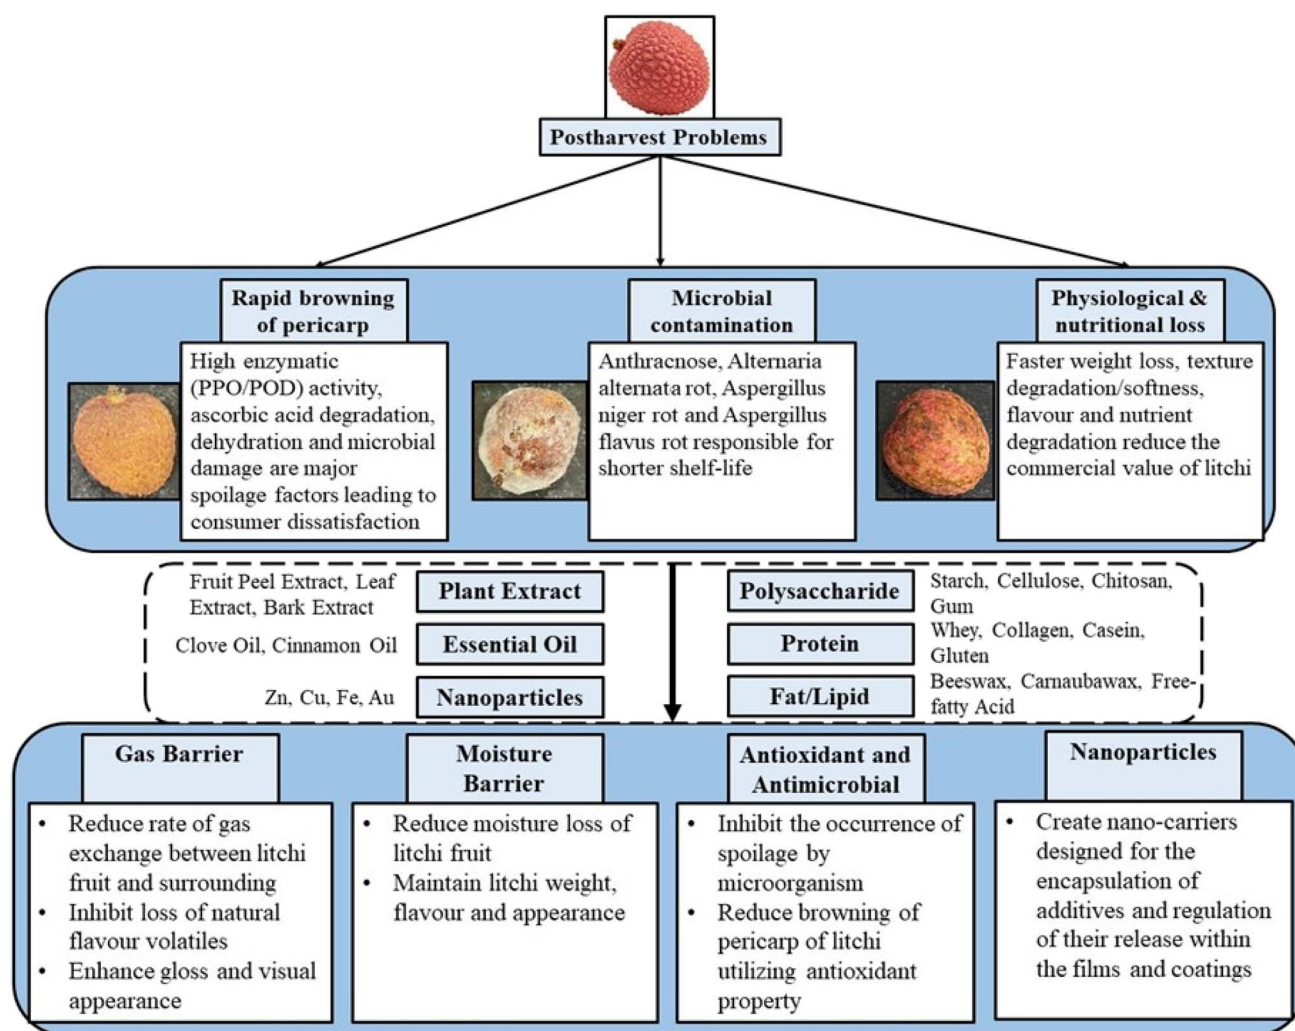 Postharvest Problems
Rapid browning
of pericarp
High enzymatic
(PPO/POD) activity,
ascorbic acid degradation,
dehydration and microbial
damage are major
spoilage factors leading to
consumer dissatisfaction
Microbial
contamination
Anthracnose, Alternaria
alternata rot, Aspergillus
niger rot and Aspergillus
flavus rot responsible for
shorter shelf-life
Physiological &
nutritional loss
Faster weight loss, texture
degradation/softness,
flavour and nutrient
degradation reduce the
commercial value of litchi
Fruit Peel Extract, Leaf
Extract, Bark Extract
Plant Extract
Clove Oil, Cinnamon Oil
Essential Oil
Zn, Cu, Fe, Au
Nanoparticles
Polysaccharide
Starch, Cellulose, Chitosan,
Gum
Protein
Whey, Collagen, Casein,
Gluten
Fat/Lipid
Beeswax, Carnaubawax, Free-
fatty Acid
Gas Barrier
• Reduce rate of gas
exchange between litchi
fruit and surrounding
• Inhibit loss of natural
flavour volatiles
• Enhance gloss and visual
appearance
Moisture
Barrier
• Reduce moisture loss of
litchi fruit
• Maintain litchi weight,
flavour and appearance
Antioxidant and
Antimicrobial
• Inhibit the occurrence of
spoilage by
microorganism
• Reduce browning of
pericarp of litchi
utilizing antioxidant
property
Nanoparticles
• Create nano-carriers
designed for the
encapsulation of
additives and regulation
of their release within
the films and coatings